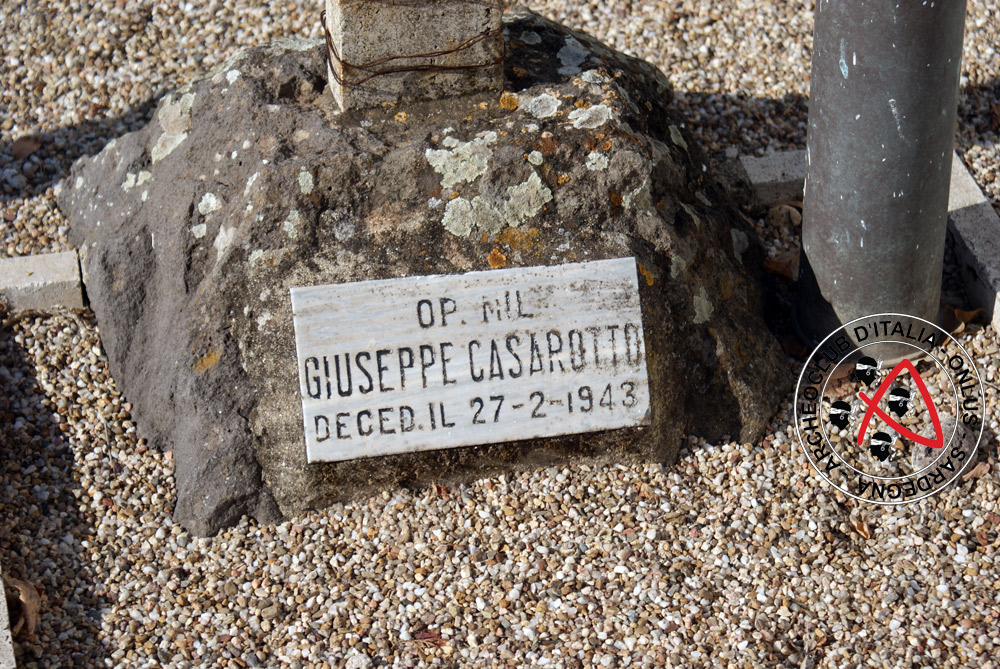 OP. MIL
GIUSEPPE CASAROTTO
DECED. IL 27-2-1943
ARCHEOCLUB D'ITALIA-ONLUS-
- SARDEGNA -